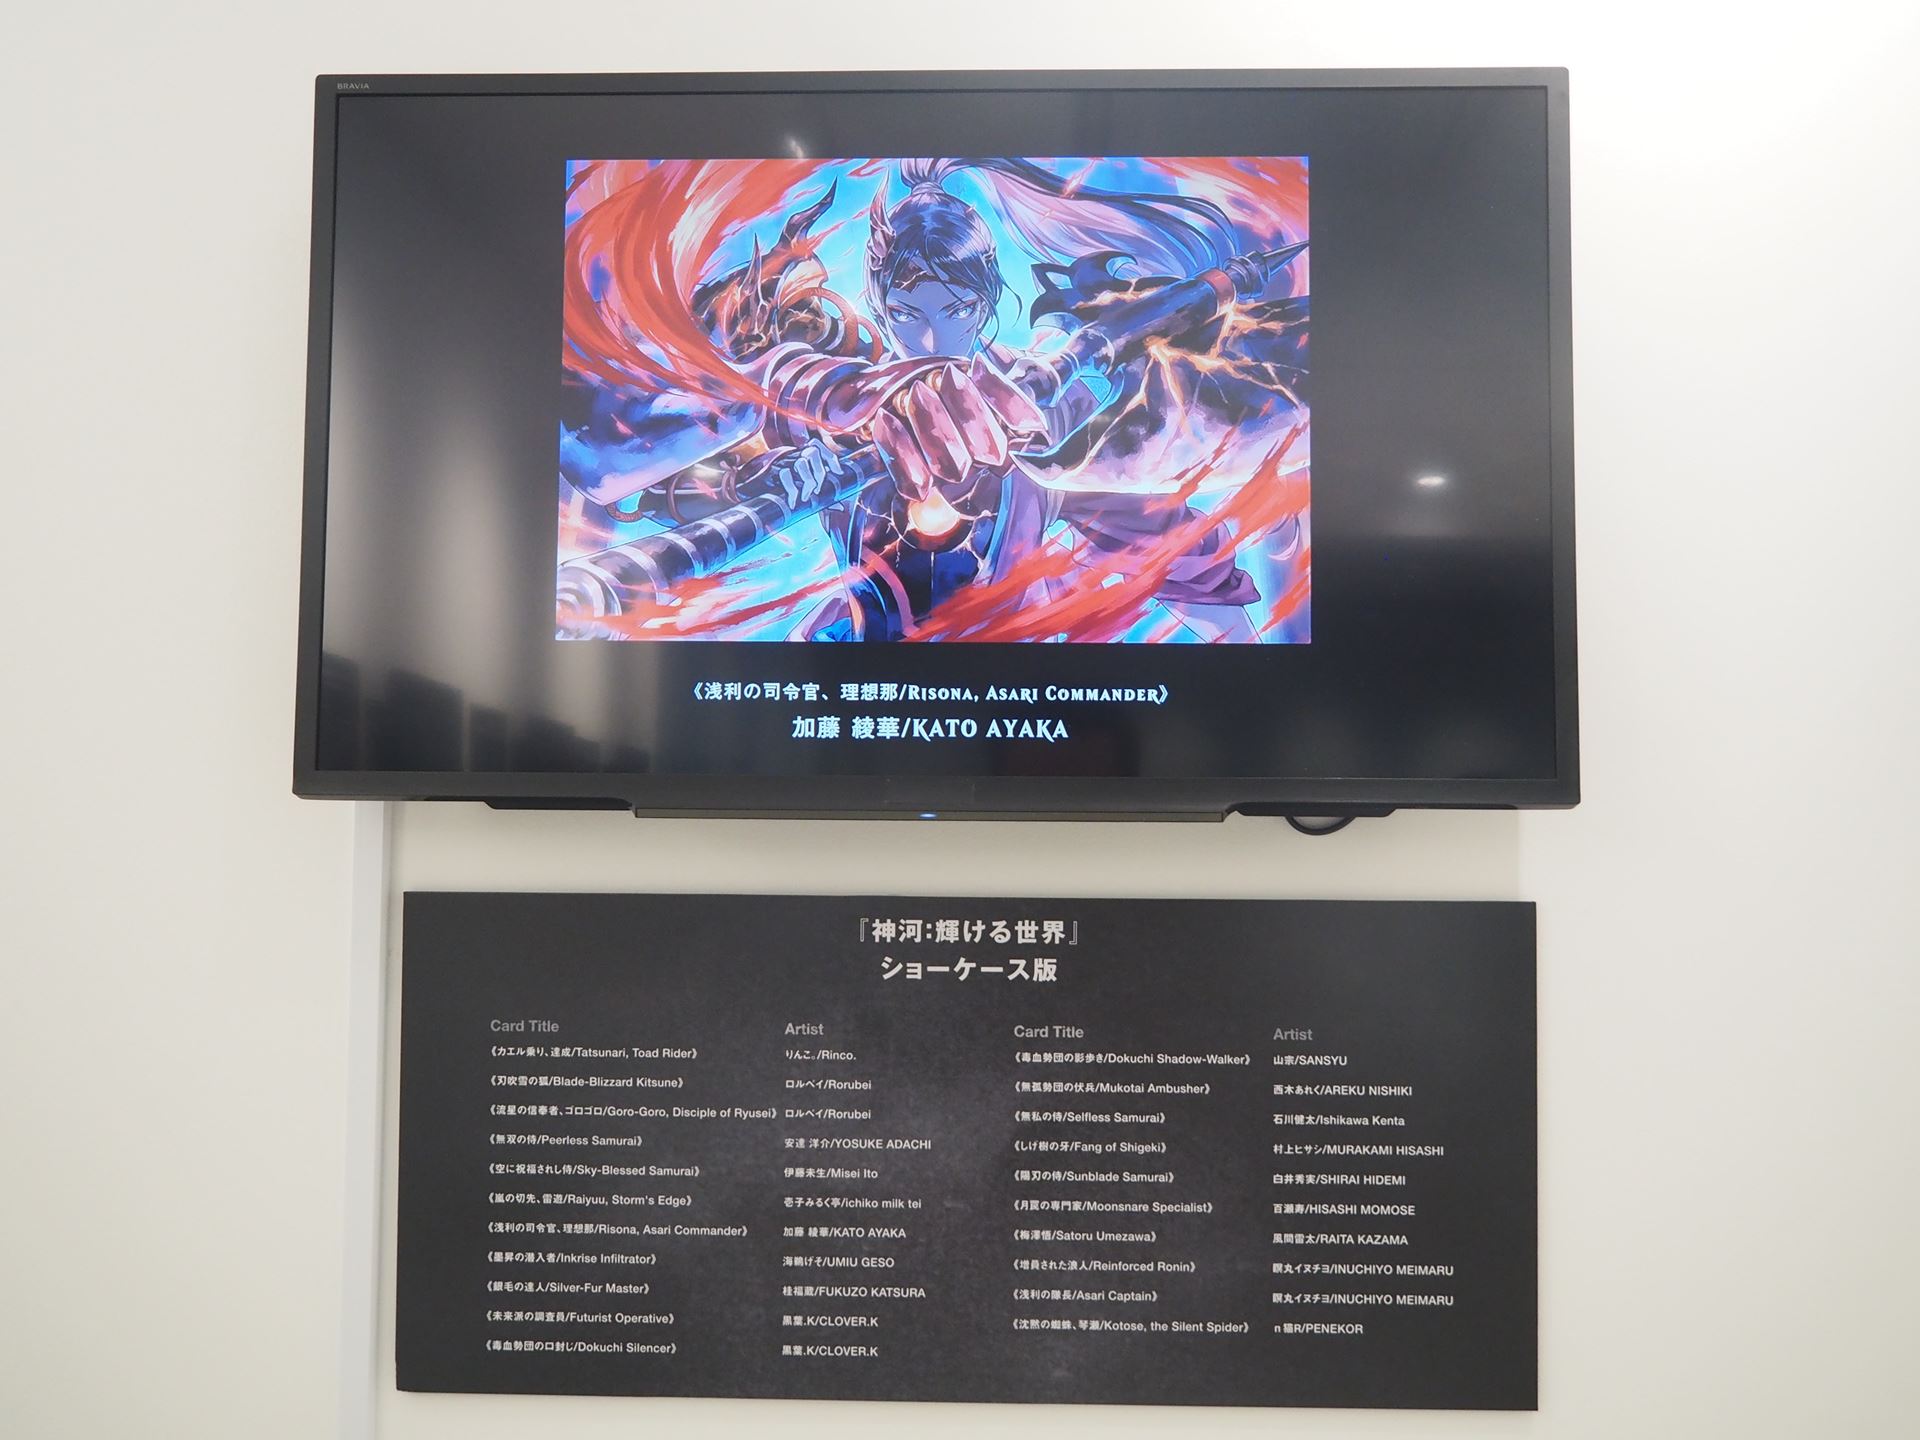 BRAVIA
《浅利の司令官、理想那/RISONA, ASARI COMMANDER》
加藤 綾華/KATO AYAKA
『神河:輝ける世界』
ショーケース版
Card Title Artist
《カエル乗り、達成/Tatsunari, Toad Rider》 りんこ。/Rinco.
《刃吹雪の狐/Blade-Blizzard Kitsune》 ロルベイ/Rorubei
《流星の信奉者、ゴロゴロ/Goro-Goro, Disciple of Ryusei》 ロルベイ/Rorubei
《無双の侍/Peerless Samurai》 安達 洋介/YOSUKE ADACHI
《空に祝福されし侍/Sky-Blessed Samurai》 伊藤未生/Misei Ito
《嵐の切先、雷遊/Raiyuu, Storm's Edge》 壱子みるく亭/ichiko milk tei
《浅利の司令官、理想那/Risona, Asari Commander》 加藤 綾華/KATO AYAKA
《墨昇の潜入者/Inkrise Infiltrator》 海鵜げそ/UMIU GESO
《銀毛の達人/Silver-Fur Master》 桂福蔵/FUKUZO KATSURA
《未来派の調査員/Futurist Operative》 黒葉.K/CLOVER.K
《毒血勢団の口封じ/Dokuchi Silencer》 黒葉.K/CLOVER.K
Card Title Artist
《毒血勢団の影歩き/Dokuchi Shadow-Walker》 山宗/SANSYU
《無孤勢団の伏兵/Mukotai Ambusher》 西木あれく/AREKU NISHIKI
《無私の侍/Selfless Samurai》 石川健太/Ishikawa Kenta
《しげ樹の牙/Fang of Shigeki》 村上ヒサシ/MURAKAMI HISASHI
《陽刃の侍/Sunblade Samurai》 白井秀実/SHIRAI HIDEMI
《月罠の専門家/Moonsnare Specialist》 百瀬寿/HISASHI MOMOSE
《梅澤悟/Satoru Umezawa》 風間雷太/RAITA KAZAMA
《増員された浪人/Reinforced Ronin》 瞑丸イヌチヨ/INUCHIYO MEIMARU
《浅利の隊長/Asari Captain》 瞑丸イヌチヨ/INUCHIYO MEIMARU
《沈黙の蜘蛛、琴瀬/Kotose, the Silent Spider》 n猫R/PENEKOR